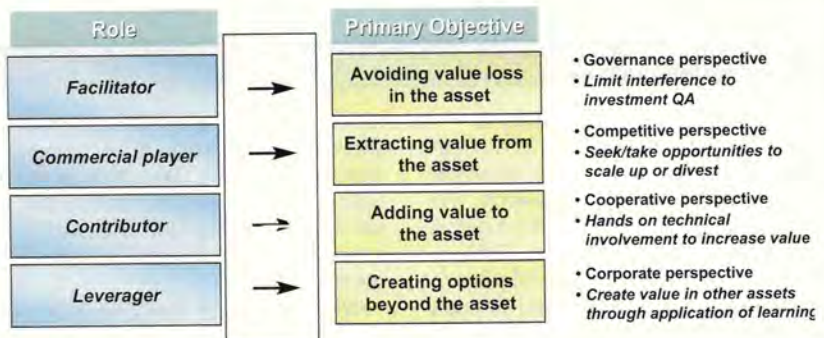 Role
Primary Objective
Facilitator
Avoiding value loss
in the asset
• Governance perspective
• Limit interference to
investment QA
Commercial player
Extracting value from
the asset
• Competitive perspective
• Seek/take opportunities to
scale up or divest
Contributor
Adding value to
the asset
• Cooperative perspective
• Hands on technical
involvement to increase value
Leverager
Creating options
beyond the asset
• Corporate perspective
• Create value in other assets
through application of learning